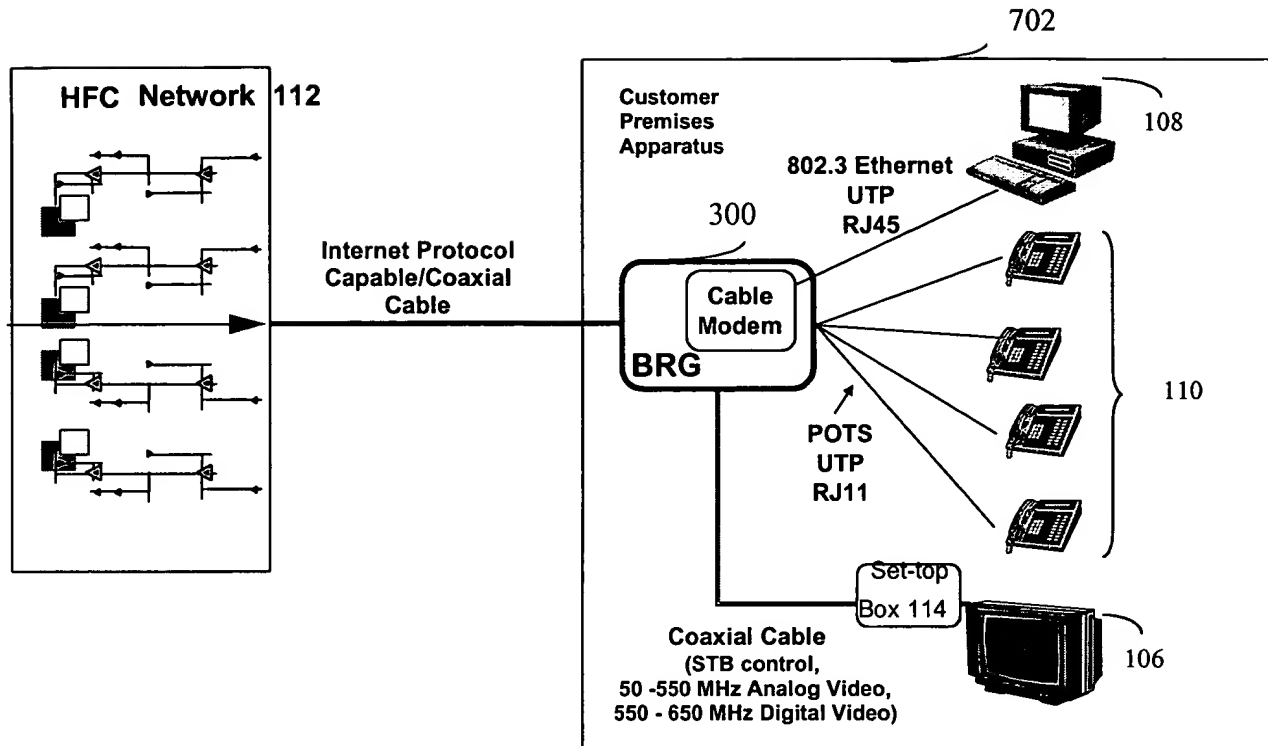 702
HFC Network 112
Customer
Premises
Apparatus
108
802.3 Ethernet
UTP
RJ45
300
Internet Protocol
Capable/Coaxial
Cable
Cable
Modem
BRG
110
POTS
UTP
RJ11
Set-top
Box 114
Coaxial Cable
(STB control,
50 -550 MHz Analog Video,
550 - 650 MHz Digital Video)
106